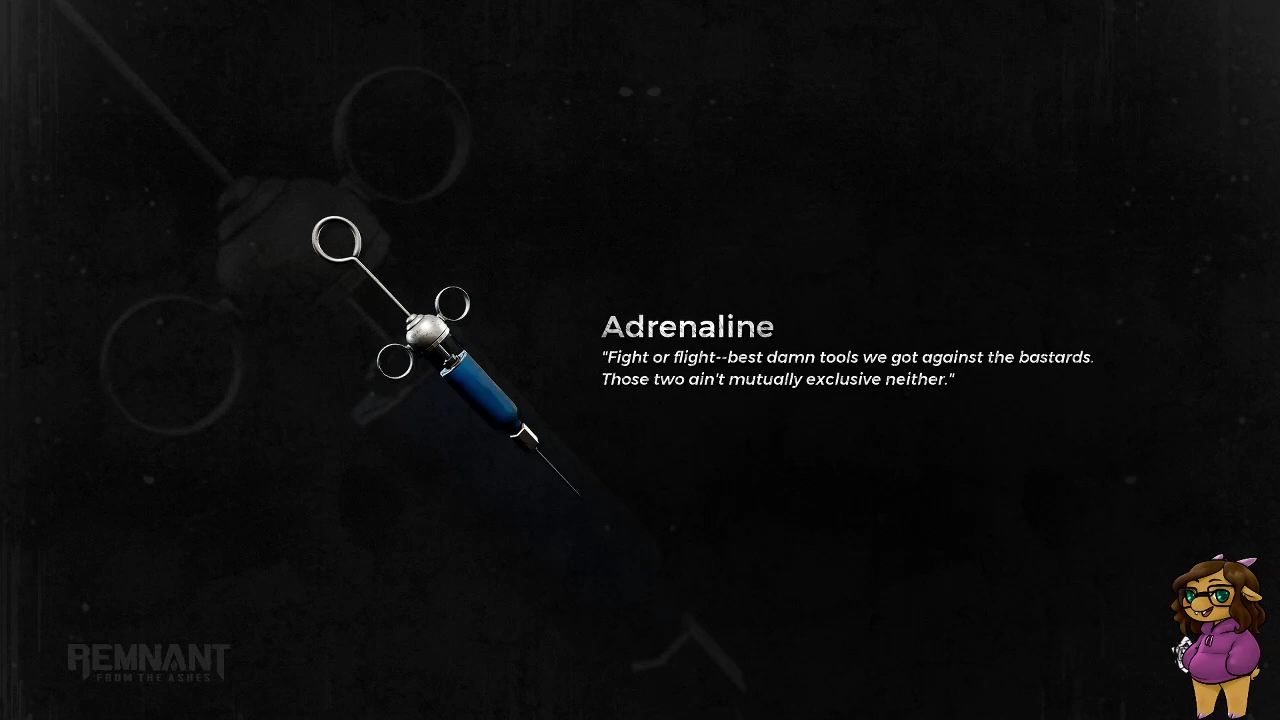 Adrenaline
"Fight or flight--best damn tools we got against the bastards.
Those two ain't mutually exclusive neither."
REMNANT
FROM THE ASHES